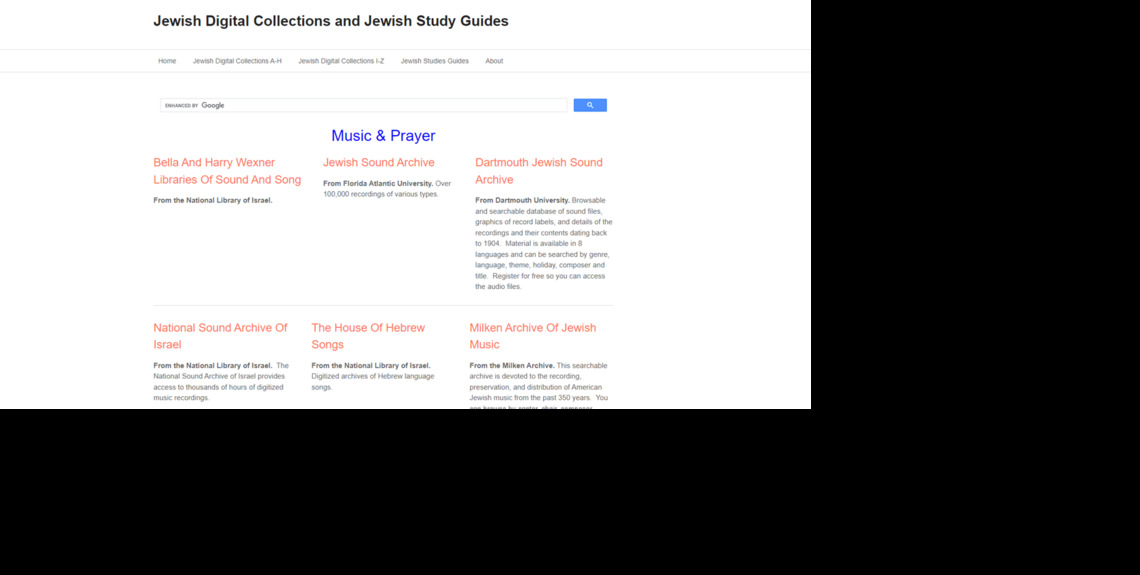 Jewish Digital Collections and Jewish Study Guides
Home Jewish Digital Collections A-H Jewish Digital Collections I-Z Jewish Studies Guides About
ENHANCED BY Google
Music & Prayer
Bella And Harry Wexner
Libraries Of Sound And Song
From the National Library of Israel.
Jewish Sound Archive
From Florida Atlantic University. Over
100,000 recordings of various types.
Dartmouth Jewish Sound
Archive
From Dartmouth University. Browsable
and searchable database of sound files,
graphics of record labels, and details of the
recordings and their contents dating back
to 1904. Material is available in 8
languages and can be searched by genre,
language, theme, holiday, composer and
title. Register for free so you can access
the audio files.
National Sound Archive Of
Israel
From the National Library of Israel. The
National Sound Archive of Israel provides
access to thousands of hours of digitized
music recordings.
The House Of Hebrew
Songs
From the National Library of Israel.
Digitized archives of Hebrew language
songs.
Milken Archive Of Jewish
Music
From the Milken Archive. This searchable
archive is devoted to the recording,
preservation, and distribution of American
Jewish music from the past 350 years. You